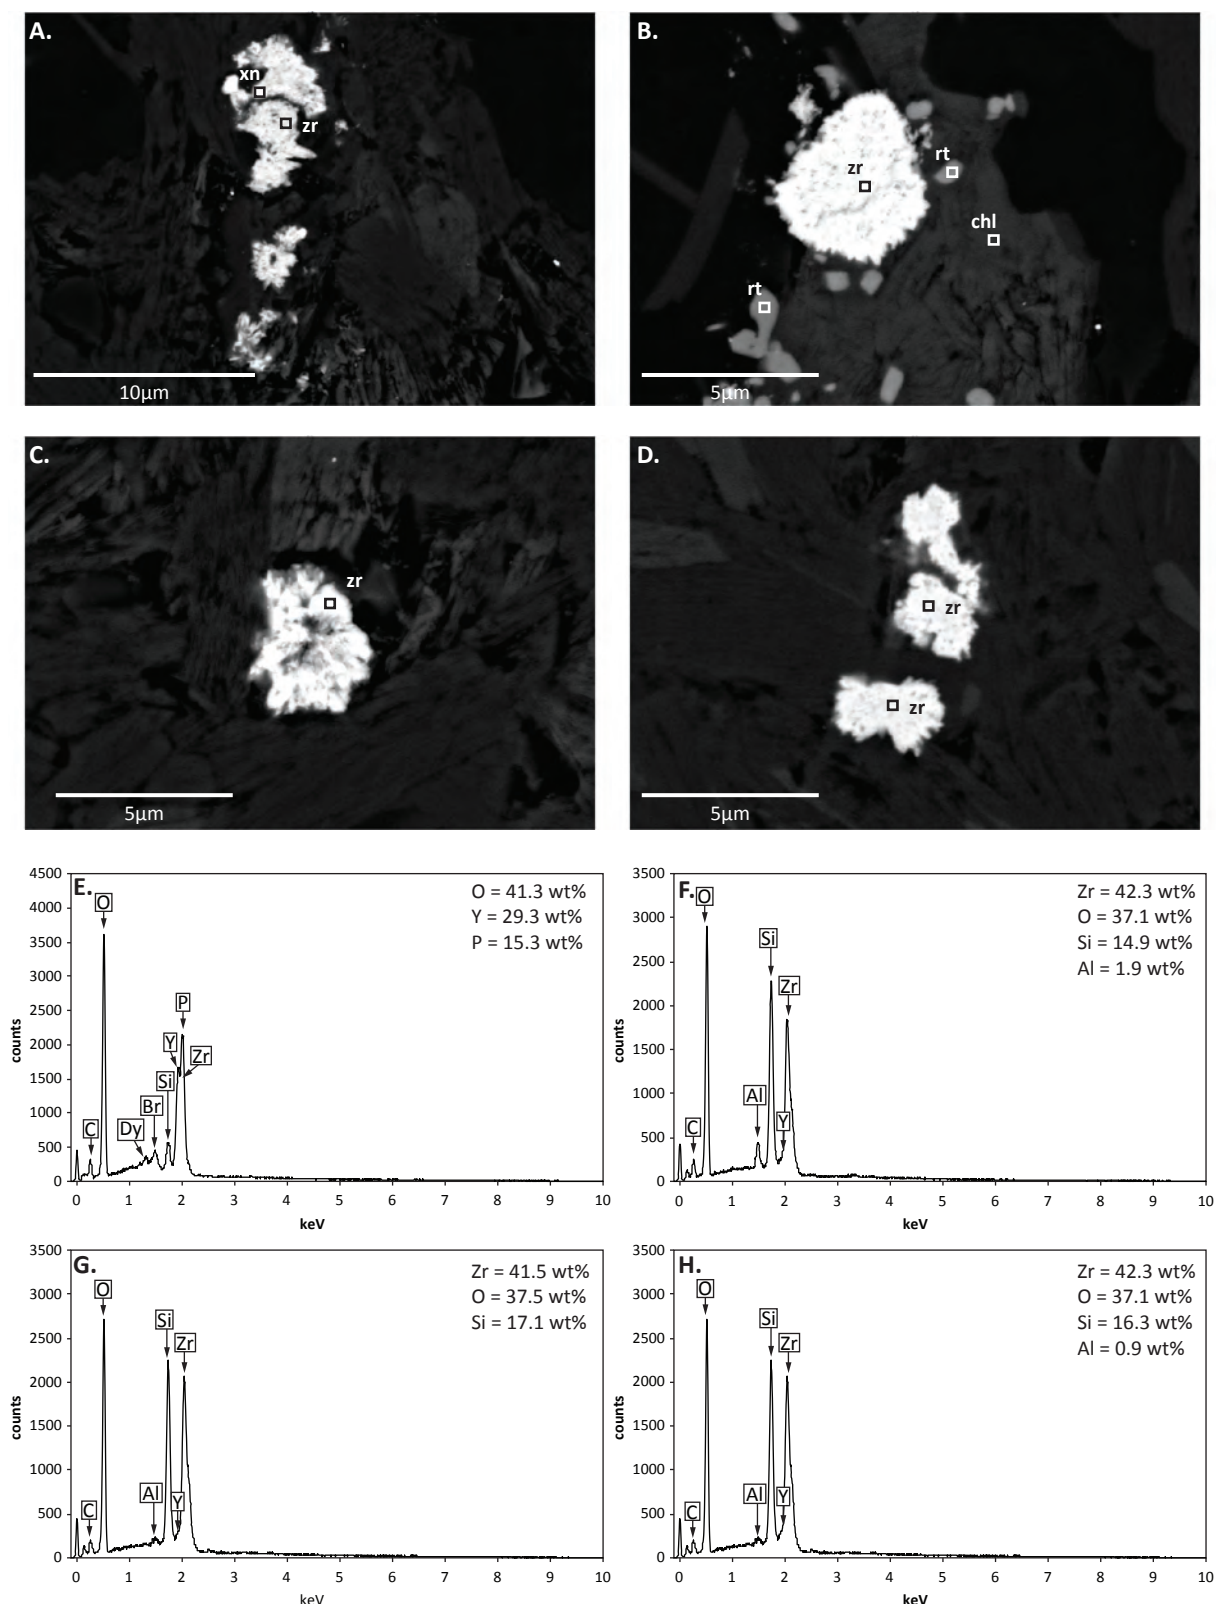 A.
xn
zr
10µm
B.
zr
rt
chl
rt
5µm
C.
zr
5µm
D.
zr
zr
5µm
E.
O = 41.3 wt%
Y = 29.3 wt%
P = 15.3 wt%
4500
4000
3500
3000
2500
2000
1500
1000
500
0
counts
O
P
Y
Zr
Si
Br
Dy
C
0 1 2 3 4 5 6 7 8 9 10
keV
F.
Zr = 42.3 wt%
O = 37.1 wt%
Si = 14.9 wt%
Al = 1.9 wt%
3500
3000
2500
2000
1500
1000
500
0
counts
O
Si
Zr
Al
Y
C
0 1 2 3 4 5 6 7 8 9 10
keV
G.
Zr = 41.5 wt%
O = 37.5 wt%
Si = 17.1 wt%
3500
3000
2500
2000
1500
1000
500
0
counts
O
Si
Zr
Al
Y
C
0 1 2 3 4 5 6 7 8 9 10
keV
H.
Zr = 42.3 wt%
O = 37.1 wt%
Si = 16.3 wt%
Al = 0.9 wt%
3500
3000
2500
2000
1500
1000
500
0
counts
O
Si
Zr
Al
Y
C
0 1 2 3 4 5 6 7 8 9 10
keV